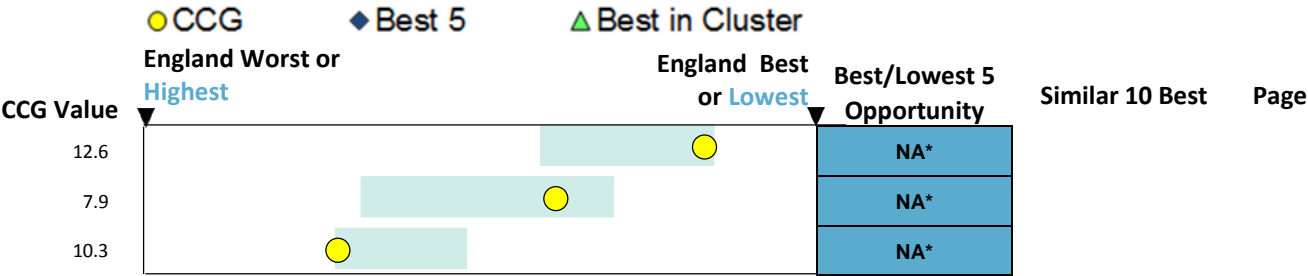 CCG Best 5 Best in Cluster
England Worst or
Highest
England Best
or Lowest
Best/Lowest 5
Opportunity
Similar 10 Best
Page
CCG Value
12.6 NA*
7.9 NA*
10.3 NA*